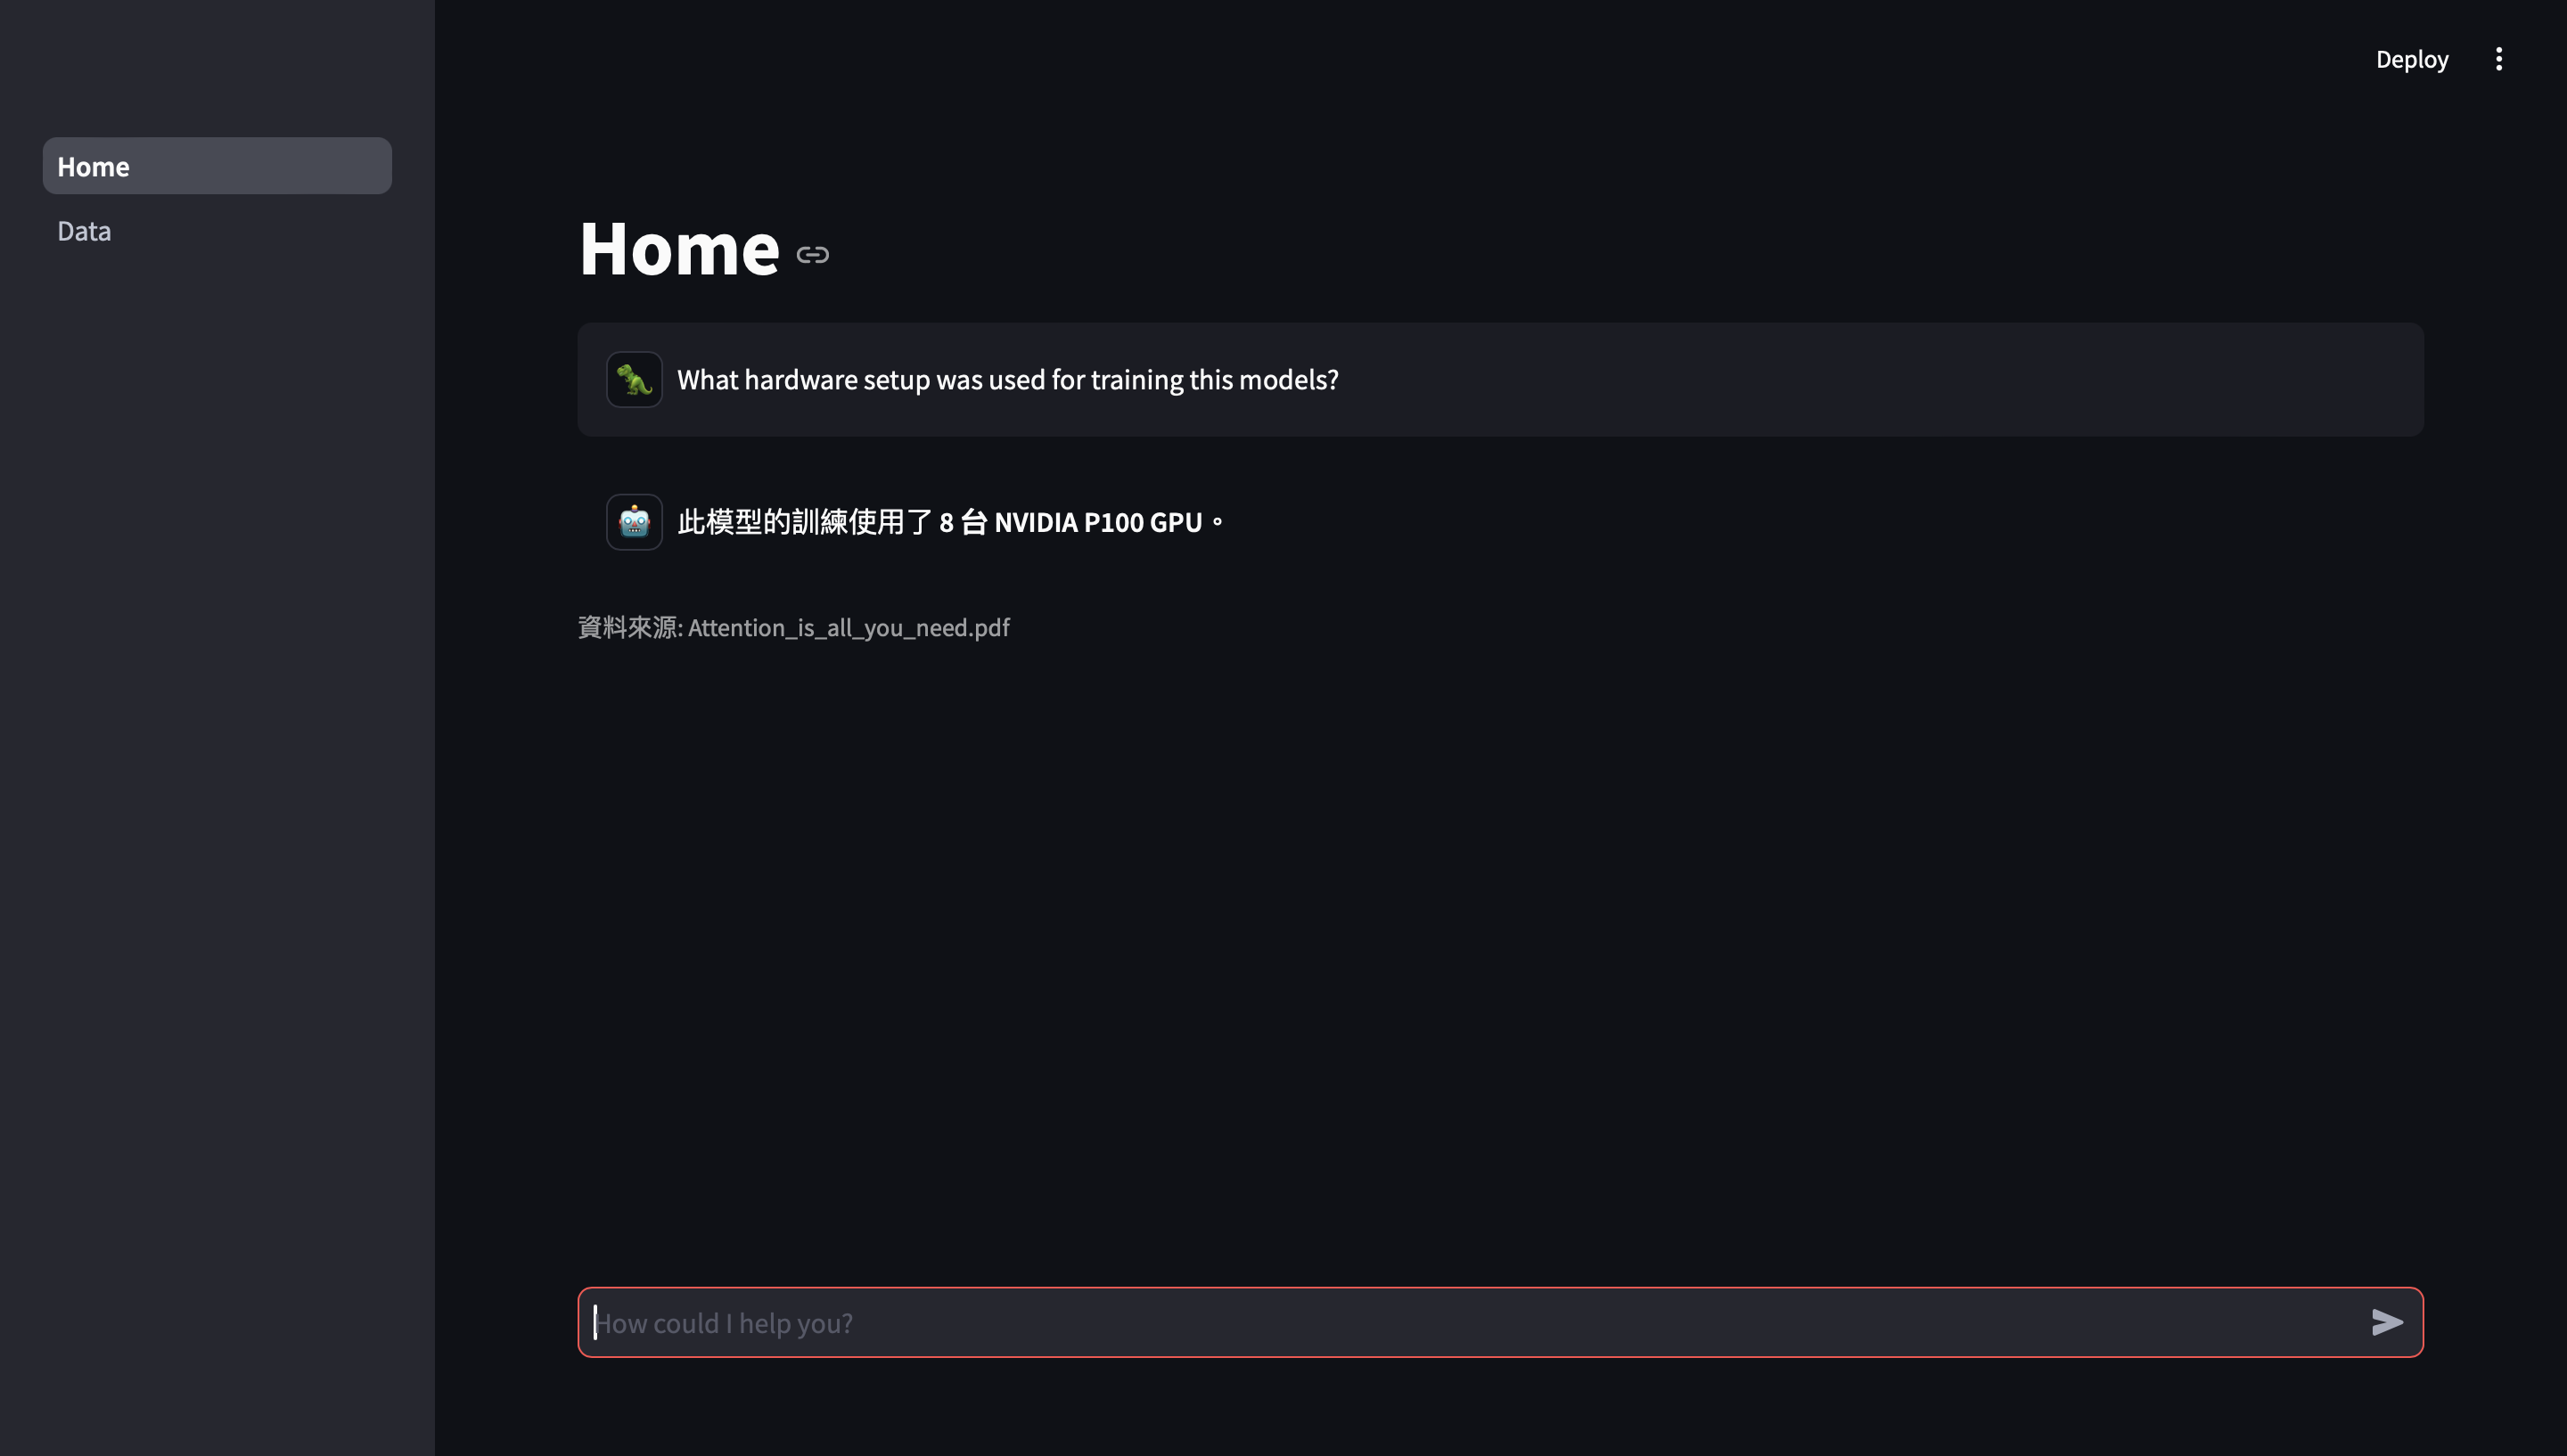 Deploy
Home
Data
Home
What hardware setup was used for training this models?
此模型的訓練使用了 8 台 NVIDIA P100 GPU。
資料來源: Attention_is_all_you_need.pdf
How could I help you?